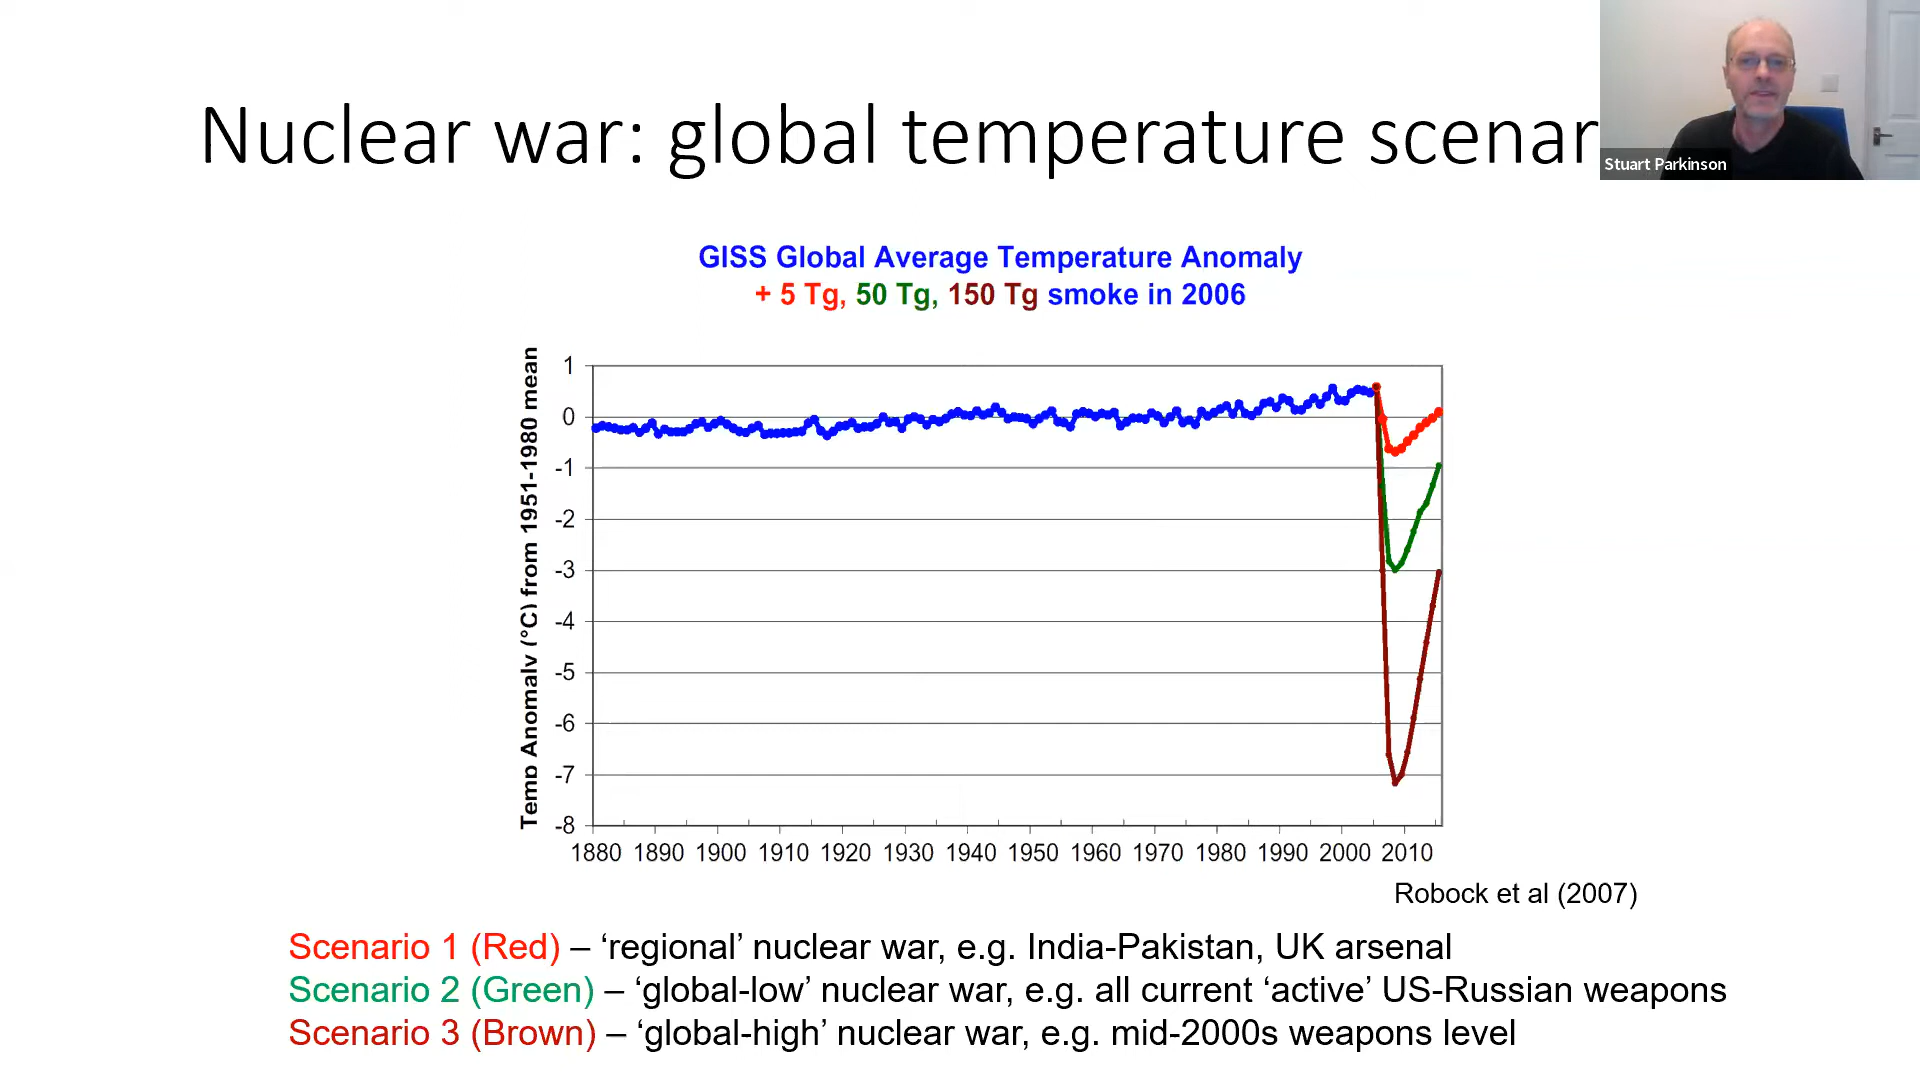 Nuclear war: global temperature scenar
Stuart Parkinson
GISS Global Average Temperature Anomaly
+ 5 Tg, 50 Tg, 150 Tg smoke in 2006
Temp Anomaly (°C) from 1951-1980 mean
1
0
-1
-2
-3
-4
-5
-6
-7
-8
1880 1890 1900 1910 1920 1930 1940 1950 1960 1970 1980 1990 2000 2010
Robock et al (2007)
Scenario 1 (Red) – ‘regional’ nuclear war, e.g. India-Pakistan, UK arsenal
Scenario 2 (Green) – ‘global-low’ nuclear war, e.g. all current ‘active’ US-Russian weapons
Scenario 3 (Brown) – ‘global-high’ nuclear war, e.g. mid-2000s weapons level